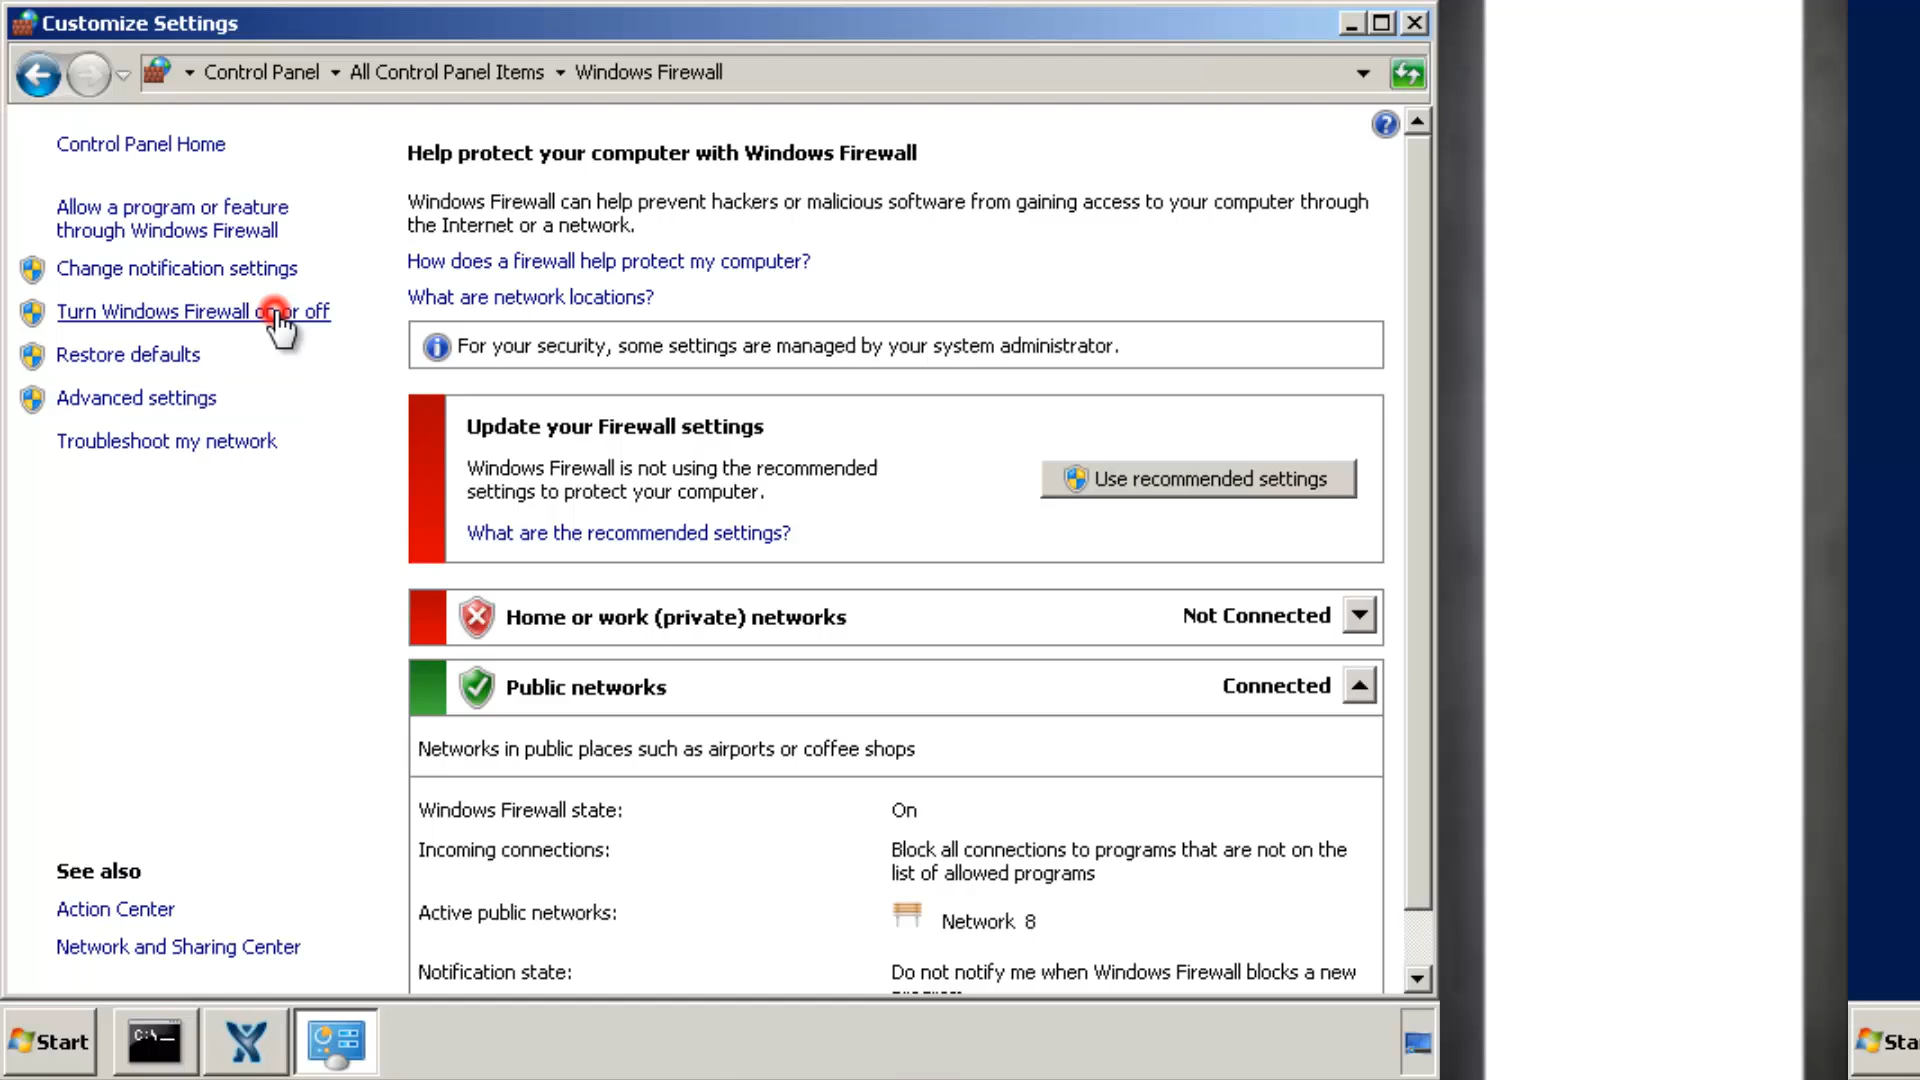 Customize Settings
Control Panel
All Control Panel Items
Windows Firewall
Control Panel Home
Allow a program or feature
through Windows Firewall
Change notification settings
Turn Windows Firewall or off
Restore defaults
Advanced settings
Troubleshoot my network
See also
Action Center
Network and Sharing Center
Help protect your computer with Windows Firewall
Windows Firewall can help prevent hackers or malicious software from gaining access to your computer through
the Internet or a network.
How does a firewall help protect my computer?
What are network locations?
For your security, some settings are managed by your system administrator.
Update your Firewall settings
Windows Firewall is not using the recommended
settings to protect your computer.
Use recommended settings
What are the recommended settings?
Home or work (private) networks Not Connected
Public networks Connected
Networks in public places such as airports or coffee shops
Windows Firewall state: On
Incoming connections: Block all connections to programs that are not on the
list of allowed programs
Active public networks: Network 8
Notification state: Do not notify me when Windows Firewall blocks a new
Start
C:\
Sta